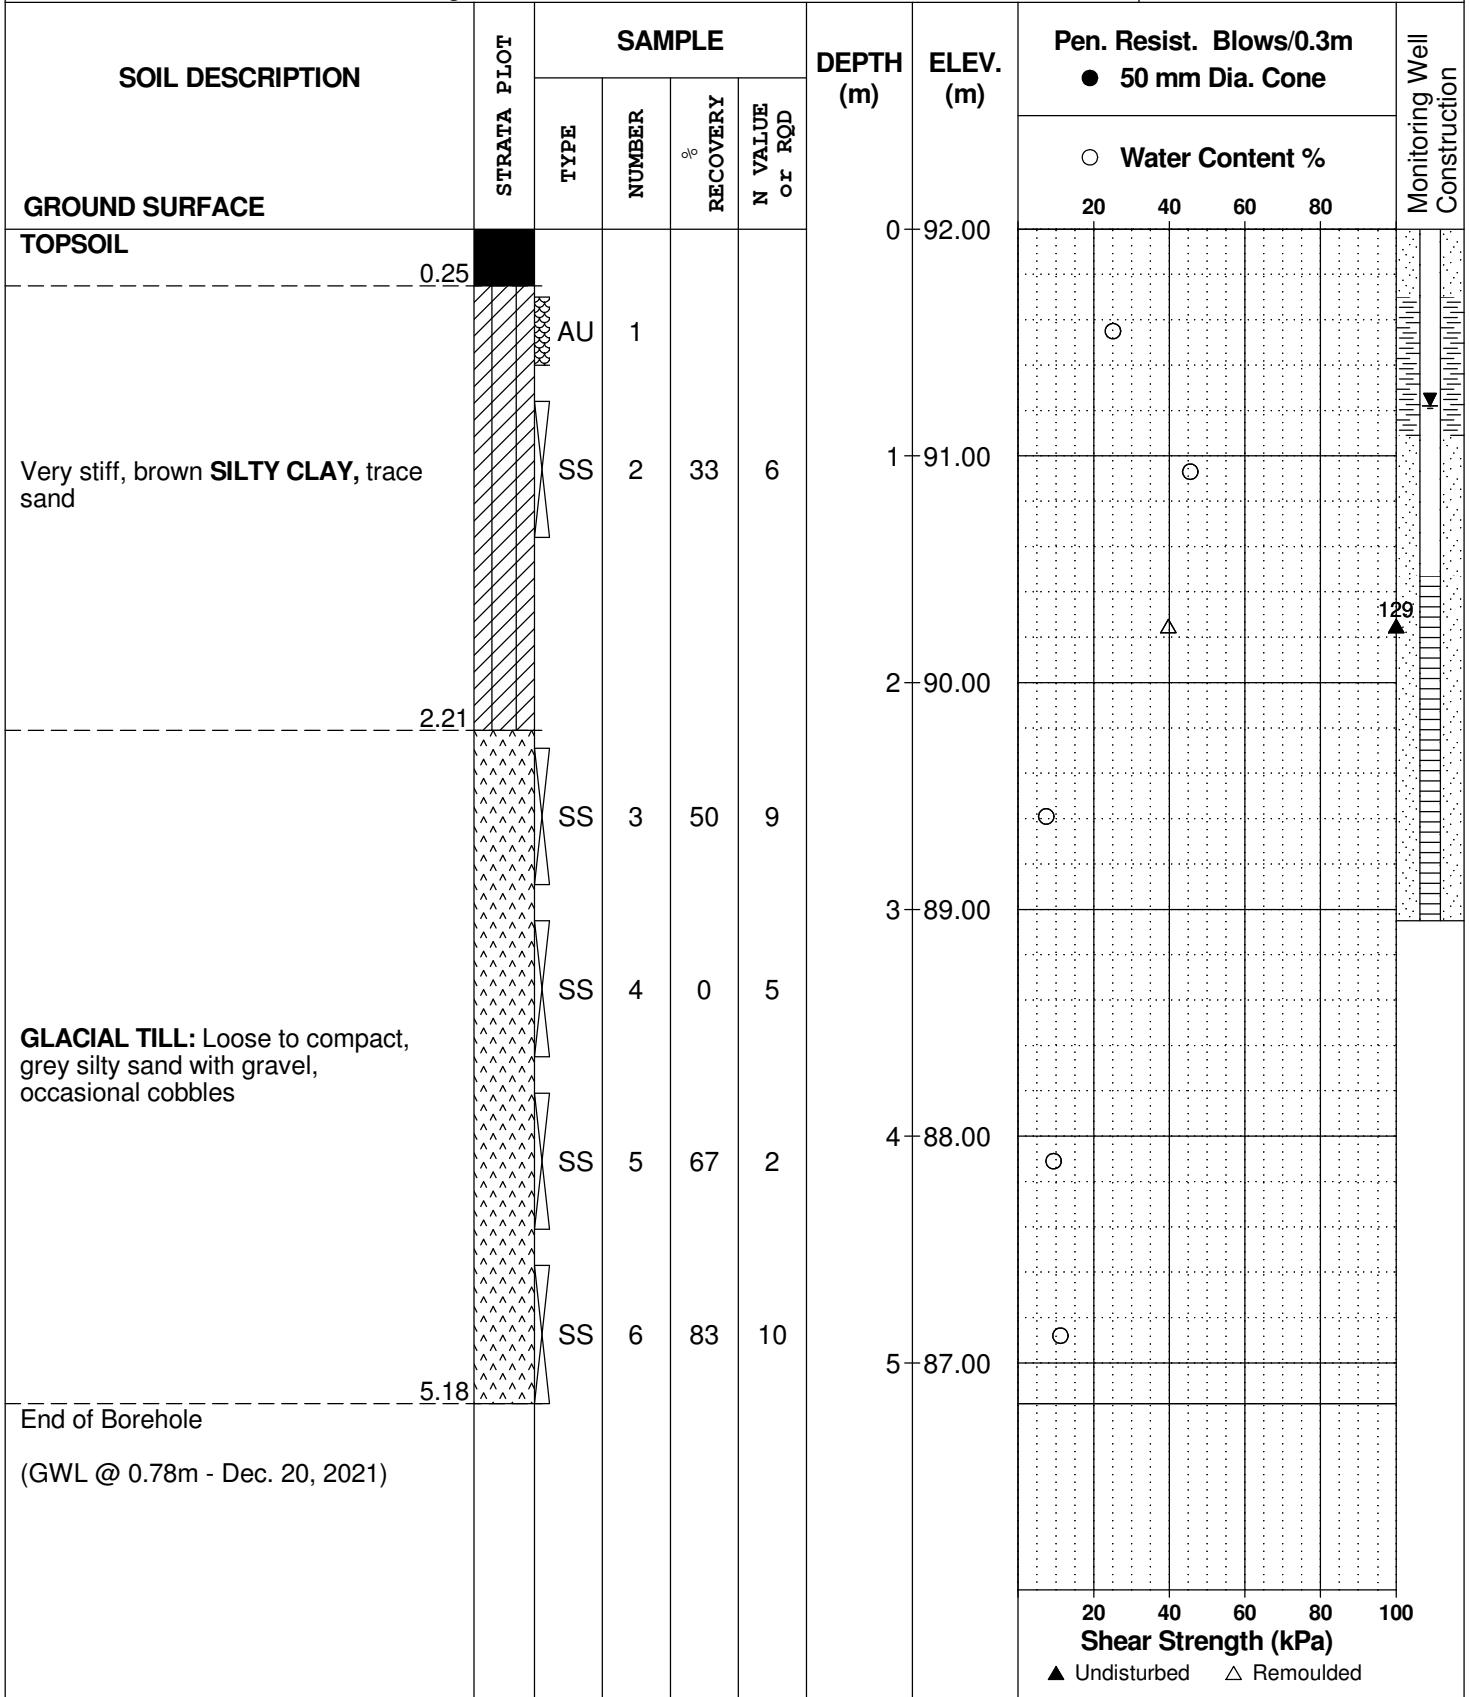 SOIL DESCRIPTION
GROUND SURFACE
STRATA PLOT
SAMPLE
TYPE
NUMBER
%
RECOVERY
N VALUE
or RQD
DEPTH
(m)
ELEV.
(m)
Pen. Resist. Blows/0.3m
● 50 mm Dia. Cone
○ Water Content %
20 40 60 80
Monitoring Well
Construction
0 92.00
TOPSOIL
0.25
AU 1
1 91.00
Very stiff, brown SILTY CLAY, trace
sand
SS 2 33 6
129
2 90.00
2.21
SS 3 50 9
3 89.00
SS 4 0 5
GLACIAL TILL: Loose to compact,
grey silty sand with gravel,
occasional cobbles
4 88.00
SS 5 67 2
SS 6 83 10
5 87.00
5.18
End of Borehole
(GWL @ 0.78m - Dec. 20, 2021)
20 40 60 80 100
Shear Strength (kPa)
▲ Undisturbed △ Remoulded